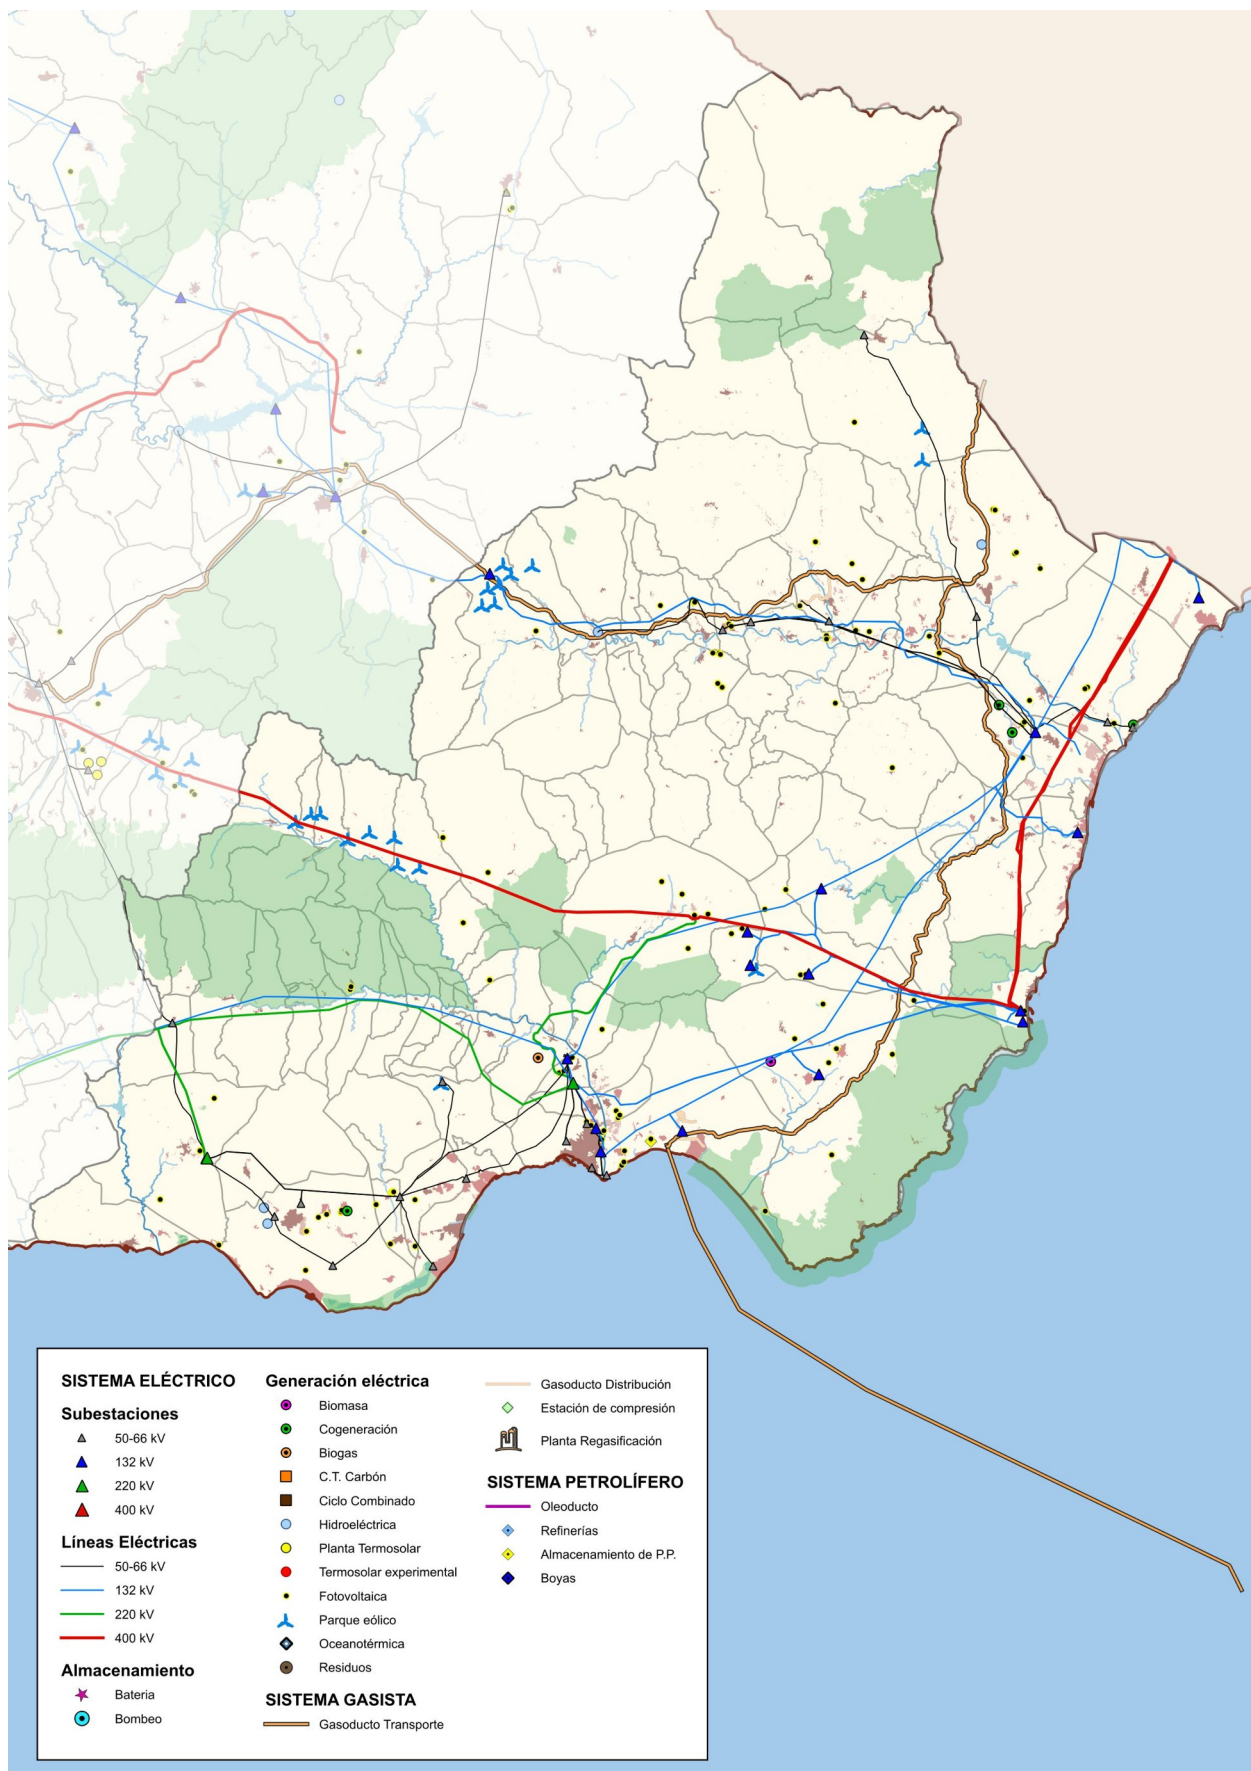 SISTEMA ELÉCTRICO
Subestaciones
50-66 kV
132 kV
220 kV
400 kV
Líneas Eléctricas
50-66 kV
132 kV
220 kV
400 kV
Almacenamiento
Bateria
Bombeo
Generación eléctrica
Biomasa
Cogeneración
Biogas
C.T. Carbón
Ciclo Combinado
Hidroeléctrica
Planta Termosolar
Termosolar experimental
Fotovoltaica
Parque eólico
Oceanotérmica
Residuos
SISTEMA GASISTA
Gasoducto Transporte
Gasoducto Distribución
Estación de compresión
Planta Regasificación
SISTEMA PETROLÍFERO
Oleoducto
Refinerías
Almacenamiento de P.P.
Boyas